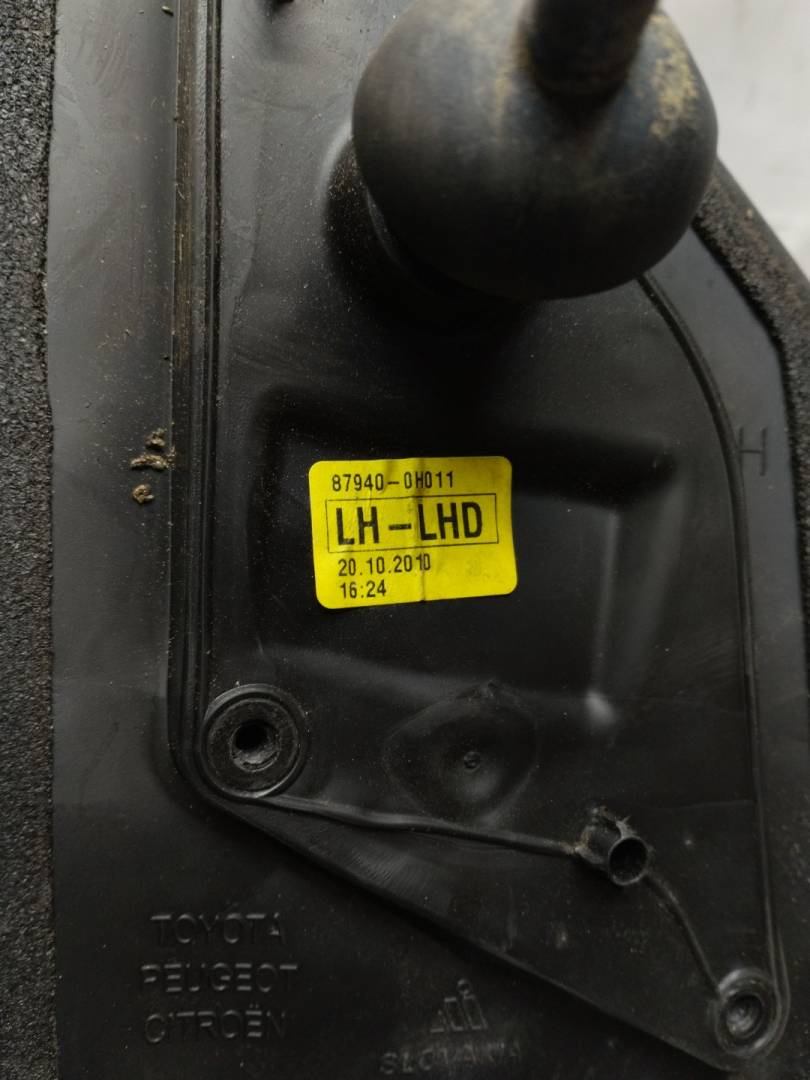 87940-0H011
LH-LHD
20.10.2010
16:24
H
TOYOTA
PEUGEOT
CITROËN
SLOVAKIA